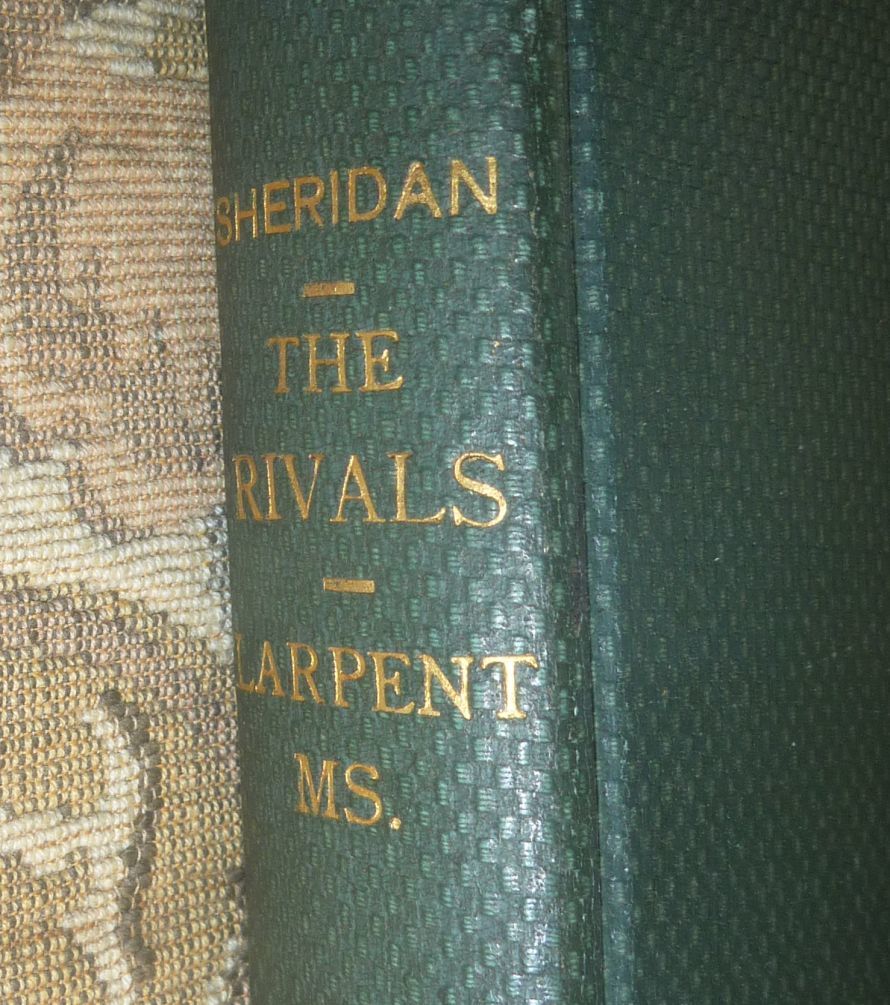 SHERIDAN
THE
RIVALS
LARPENT
MS.